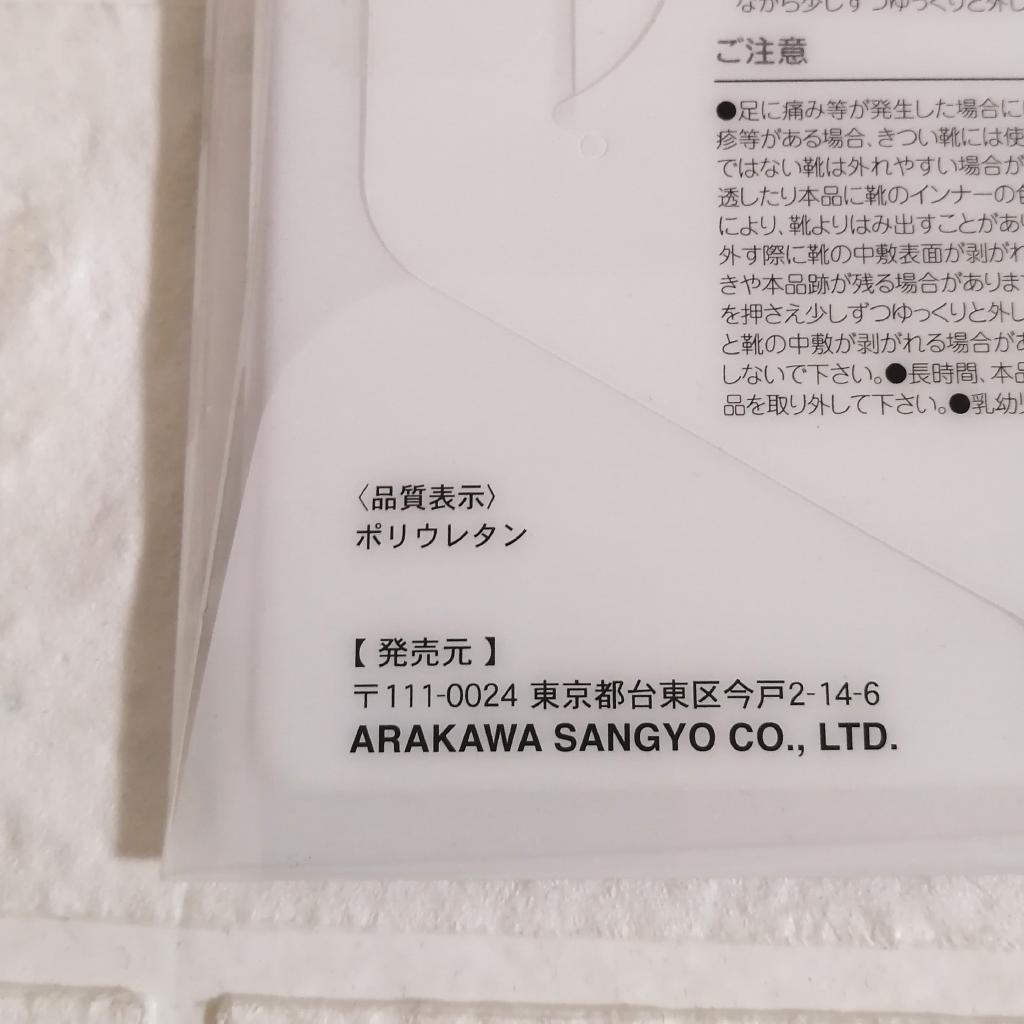 ながら少しずつゆっくりと外し
ご注意
●足に痛み等が発生した場合に
疹等がある場合、きつい靴には使
ではない靴は外れやすい場合が
透したり本品に靴のインナーの色
により、靴よりはみ出すことがあり
外す際に靴の中敷表面が剥がれ
きや本品跡が残る場合があります
を押さえ少しずつゆっくりと外し
と靴の中敷が剥がれる場合があ
しないで下さい。●長時間、本品
品を取り外して下さい。●乳幼児
〈品質表示〉
ポリウレタン
【 発売元 】
〒111-0024 東京都台東区今戸2-14-6
ARAKAWA SANGYO CO., LTD.